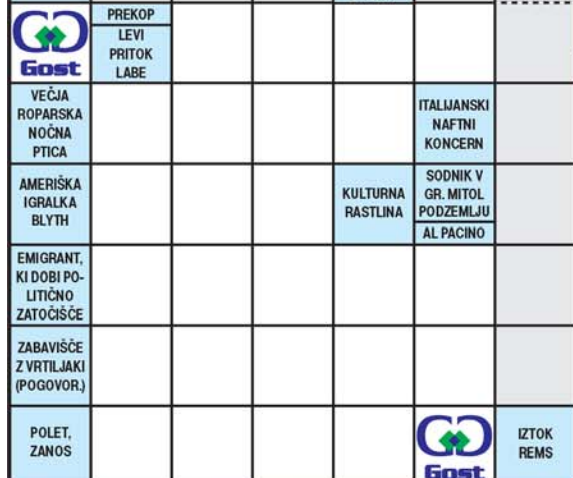 PREKOP
LEVI
PRITOK
LABE
Gost
VEČJA
ROPARSKA
NOČNA
PTICA
ITALIJANSKI
NAFTNI
KONCERN
AMERIŠKA
IGRALKA
BLYTH
KULTURNA
RASTLINA
SODNIK V
GR. MITOL
PODZEMLJU
AL PACINO
EMIGRANT,
KI DOBI PO-
LITIČNO
ZATOČIŠČE
ZABAVIŠČE
Z VRTILJAKI
(POGOVOR.)
POLET,
ZANOS
Gost
IZTOK
REMS